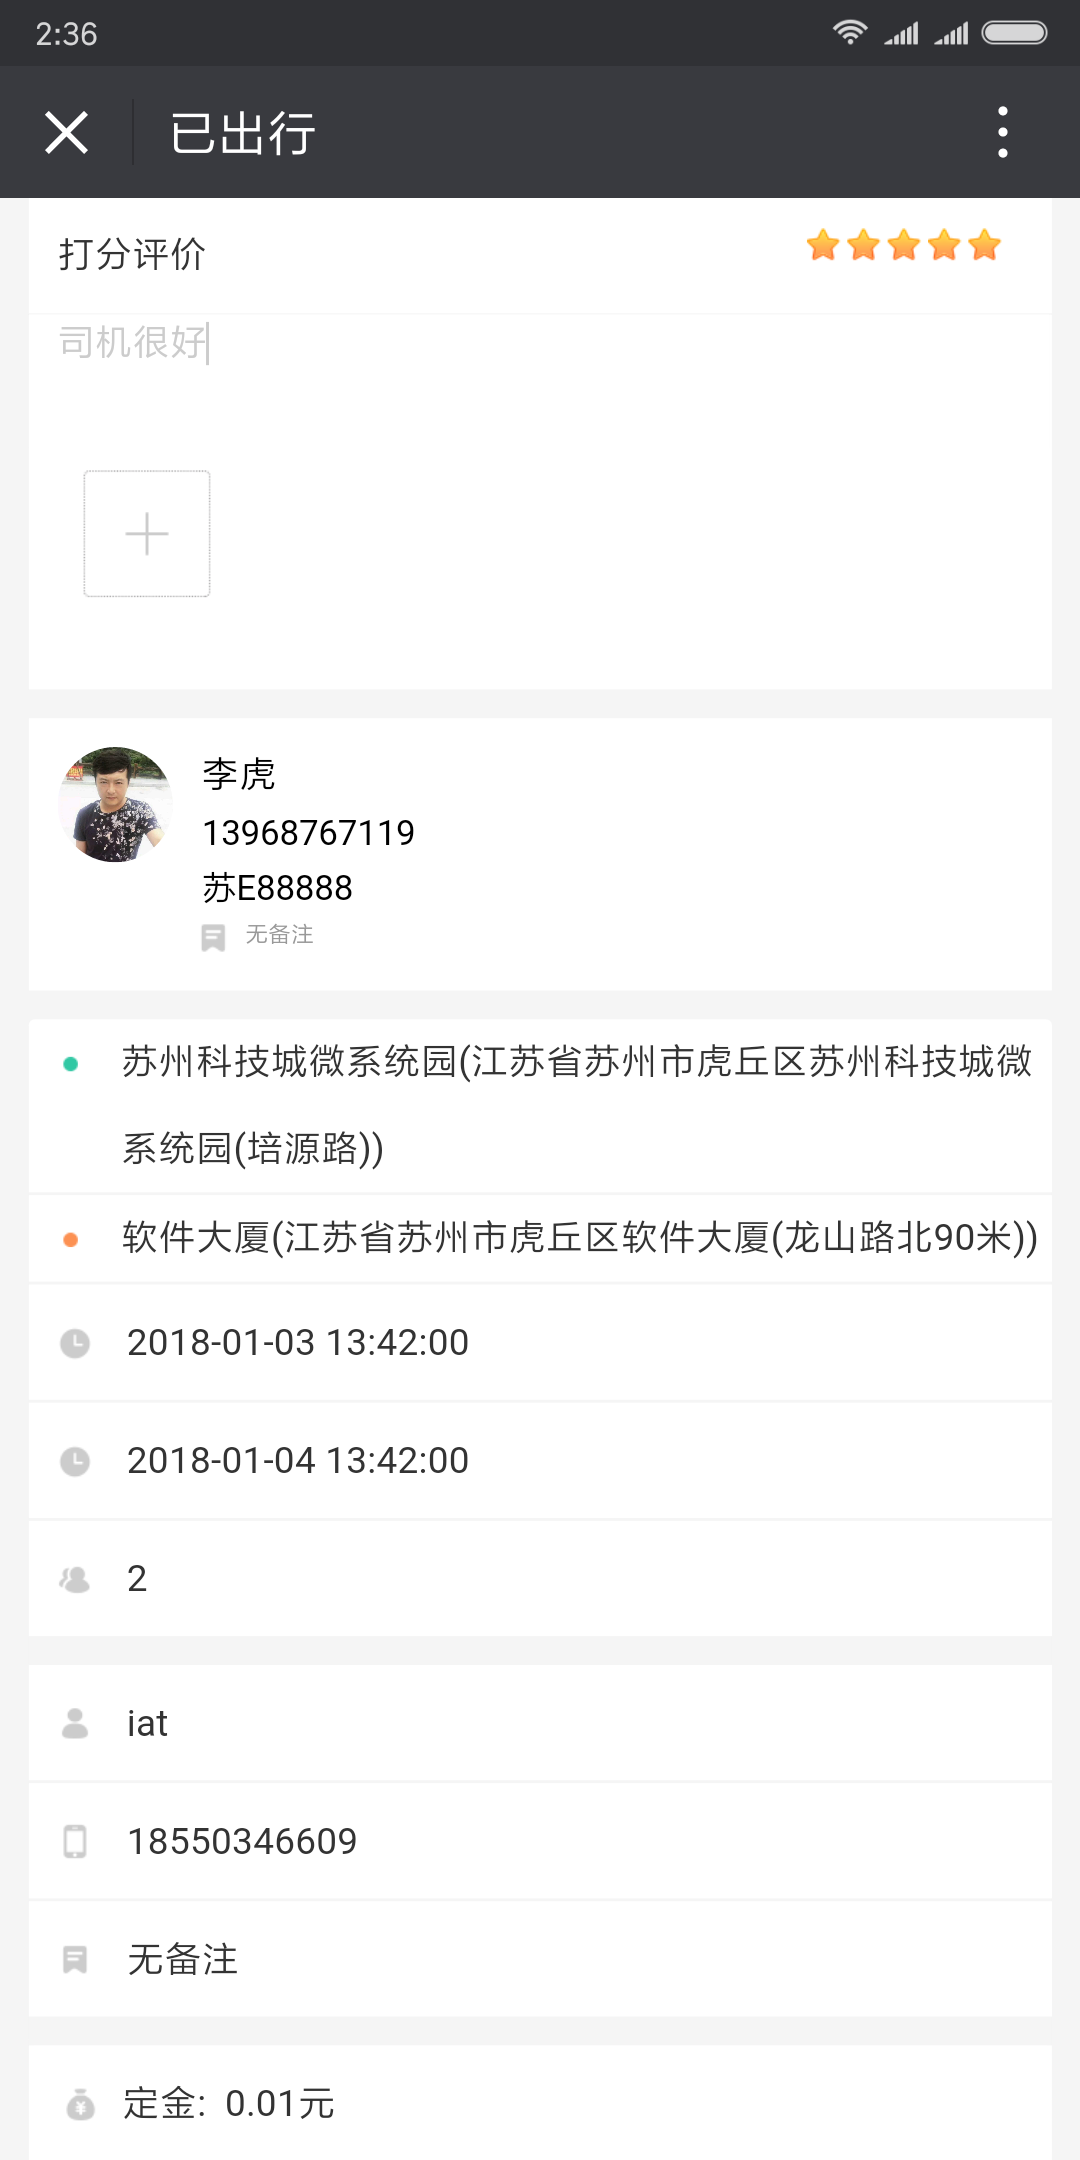 2:36
已出行
打分评价
司机很好
李虎
13968767119
苏E88888
无备注
苏州科技城微系统园(江苏省苏州市虎丘区苏州科技城微
系统园(培源路))
软件大厦(江苏省苏州市虎丘区软件大厦(龙山路北90米))
2018-01-03 13:42:00
2018-01-04 13:42:00
2
iat
18550346609
无备注
定金: 0.01元